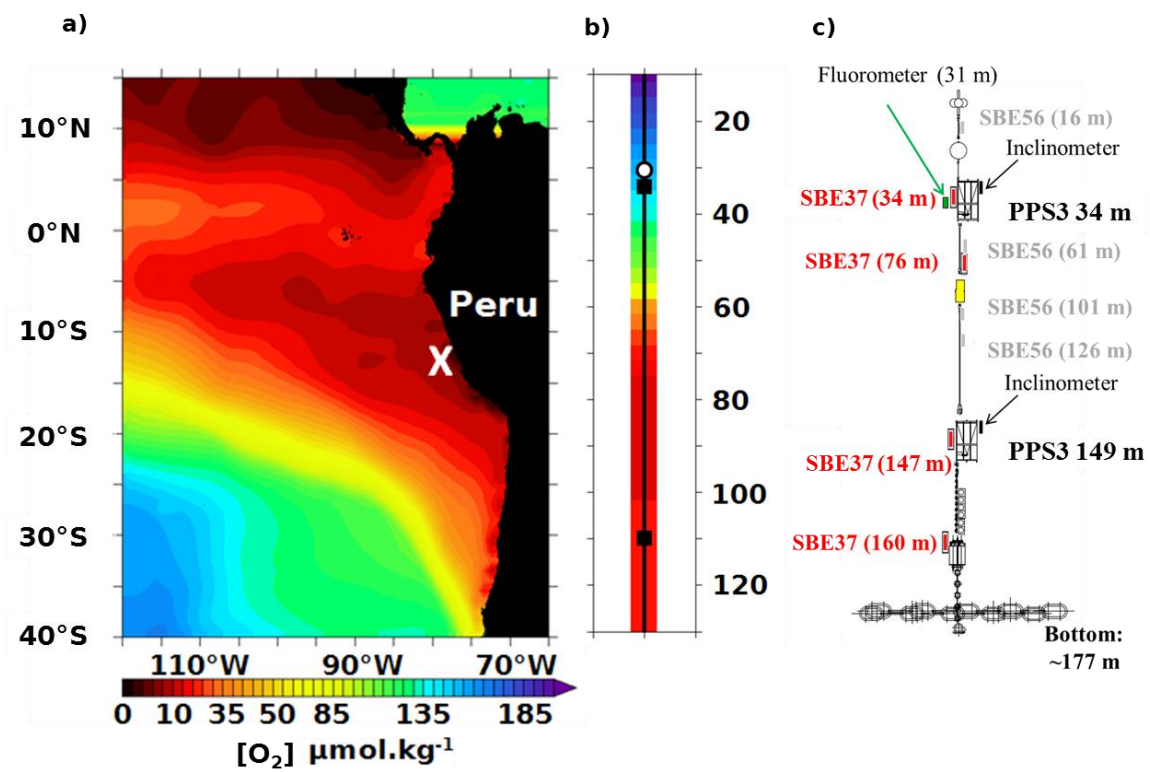 a)
10°N
0°N
10°S
20°S
30°S
40°S
Peru
X
110°W 90°W 70°W
0 10 35 50 85 135 185
[O₂] µmol.kg⁻¹
b)
20
40
60
80
100
120
c)
Fluorometer (31 m)
SBE56 (16 m)
Inclinometer
SBE37 (34 m)
PPS3 34 m
SBE37 (76 m)
SBE56 (61 m)
SBE56 (101 m)
SBE56 (126 m)
Inclinometer
SBE37 (147 m)
PPS3 149 m
SBE37 (160 m)
Bottom:
~177 m